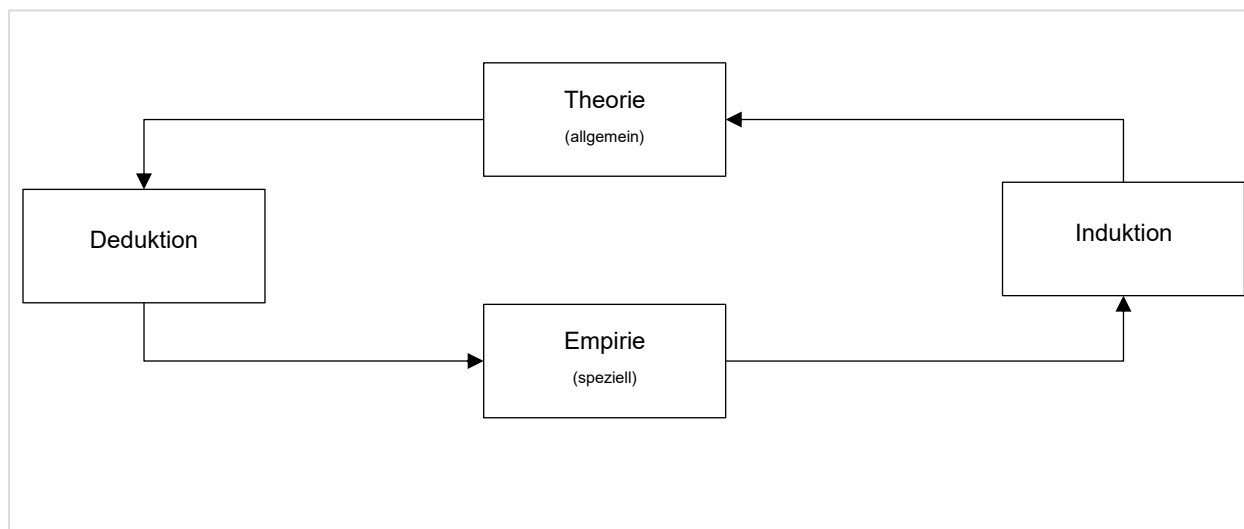 Theorie
(allgemein)
Deduktion
Induktion
Empirie
(speziell)